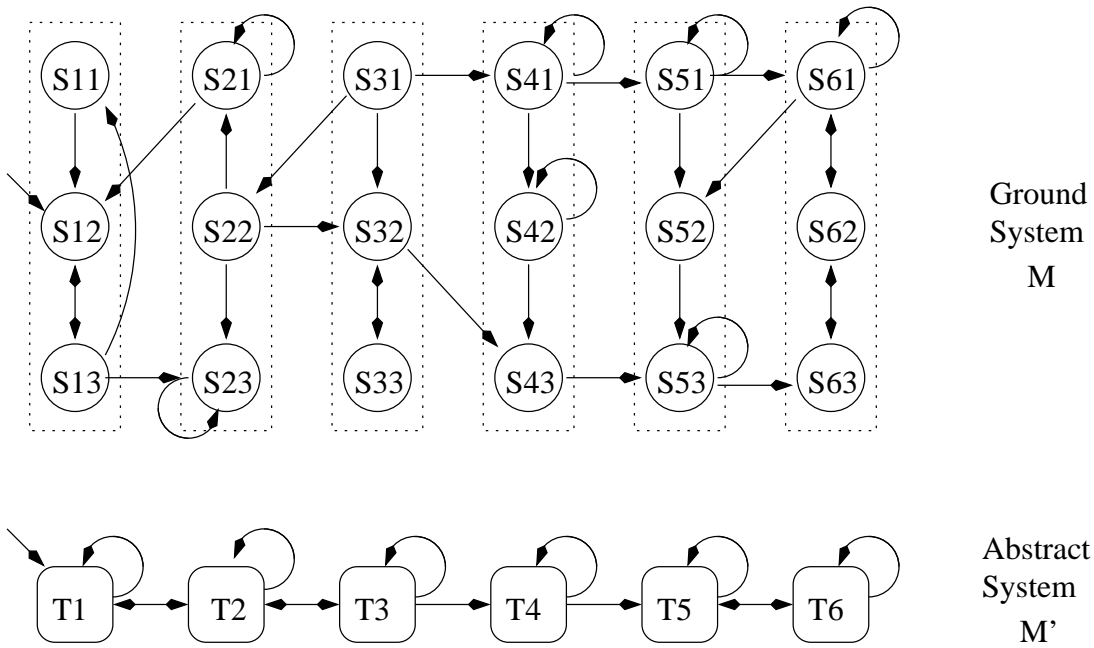 S11 S21 S31 S41 S51 S61
S12 S22 S32 S42 S52 S62
S13 S23 S33 S43 S53 S63
Ground
System
M
T1 T2 T3 T4 T5 T6
Abstract
System
M'